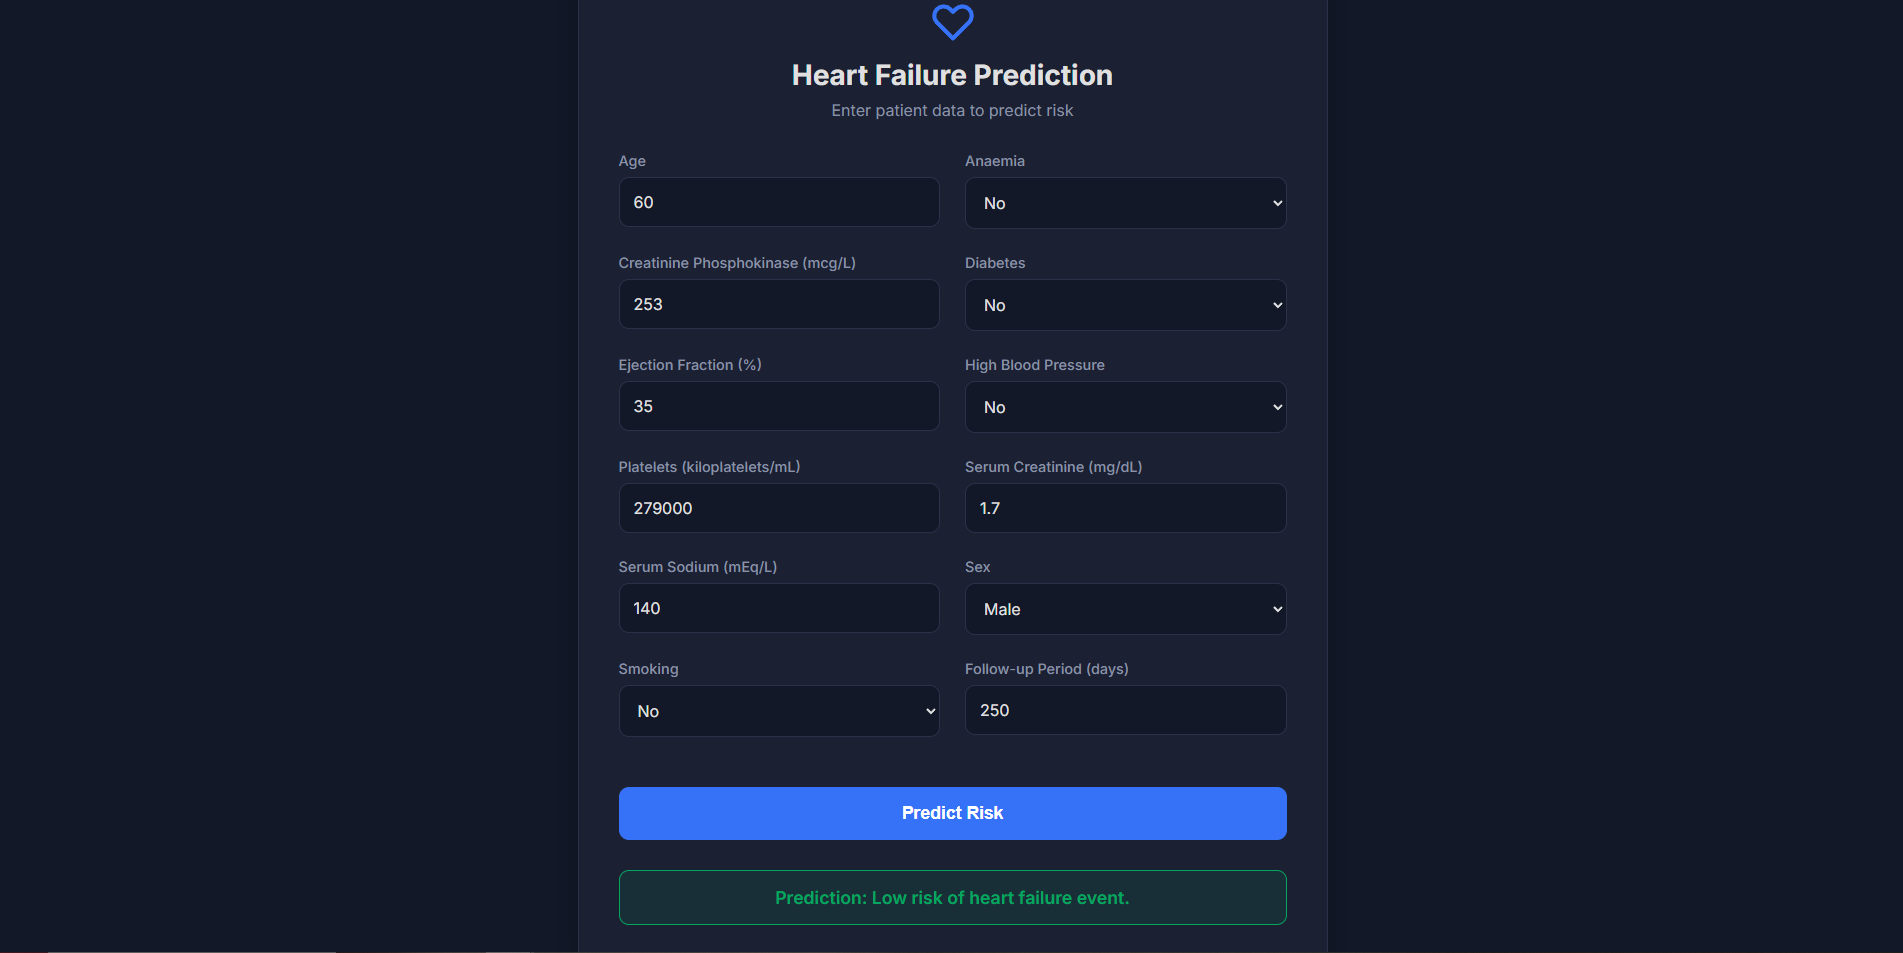 Heart Failure Prediction
Enter patient data to predict risk
Age
Anaemia
60
No
Creatinine Phosphokinase (mcg/L)
Diabetes
253
No
Ejection Fraction (%)
High Blood Pressure
35
No
Platelets (kiloplatelets/mL)
Serum Creatinine (mg/dL)
279000
1.7
Serum Sodium (mEq/L)
Sex
140
Male
Smoking
Follow-up Period (days)
No
250
Predict Risk
Prediction: Low risk of heart failure event.